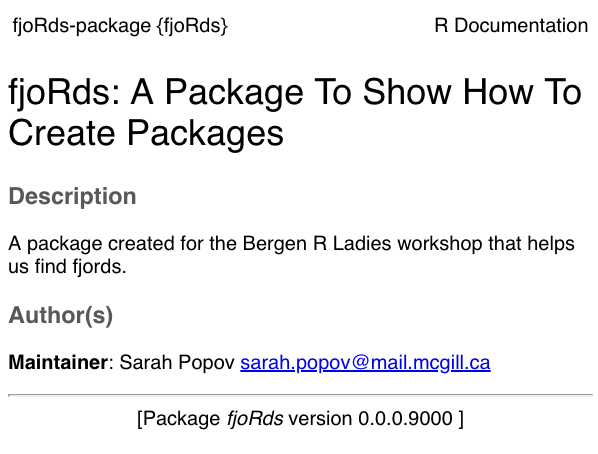 fjoRds-package {fjoRds} R Documentation
fjoRds: A Package To Show How To
Create Packages
Description
A package created for the Bergen R Ladies workshop that helps
us find fjords.
Author(s)
Maintainer: Sarah Popov sarah.popov@mail.mcgill.ca
[Package fjoRds version 0.0.0.9000 ]